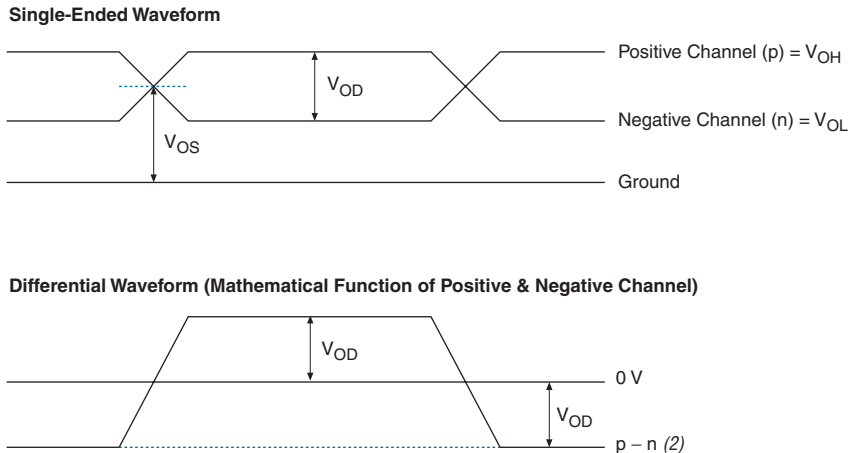 Single-Ended Waveform
Positive Channel (p) = VOH
VOD
Negative Channel (n) = VOL
VOS
Ground
Differential Waveform (Mathematical Function of Positive & Negative Channel)
VOD
0 V
VOD
p − n (2)